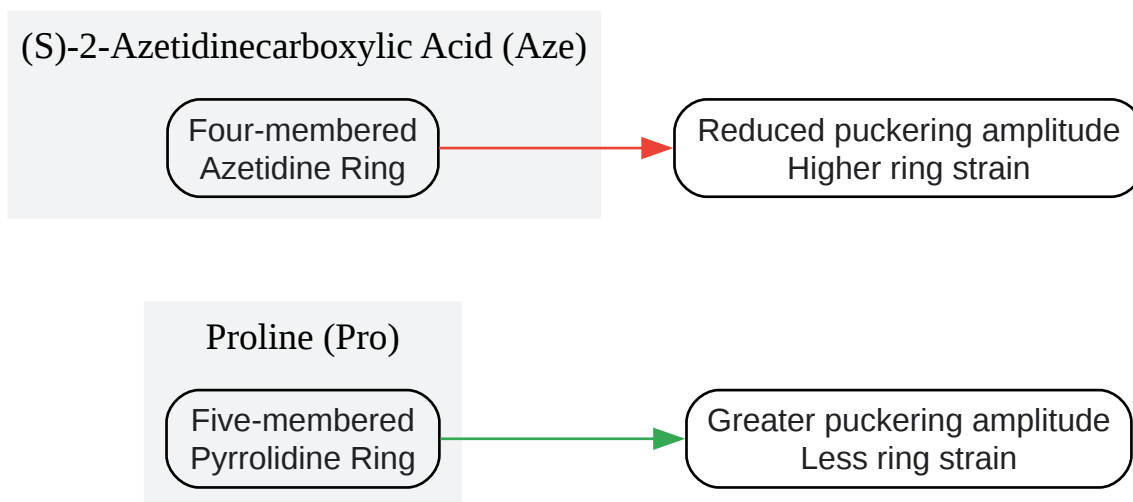 (S)-2-Azetidinecarboxylic Acid (Aze)
Four-membered
Azetidine Ring
Reduced puckering amplitude
Higher ring strain
Proline (Pro)
Five-membered
Pyrrolidine Ring
Greater puckering amplitude
Less ring strain